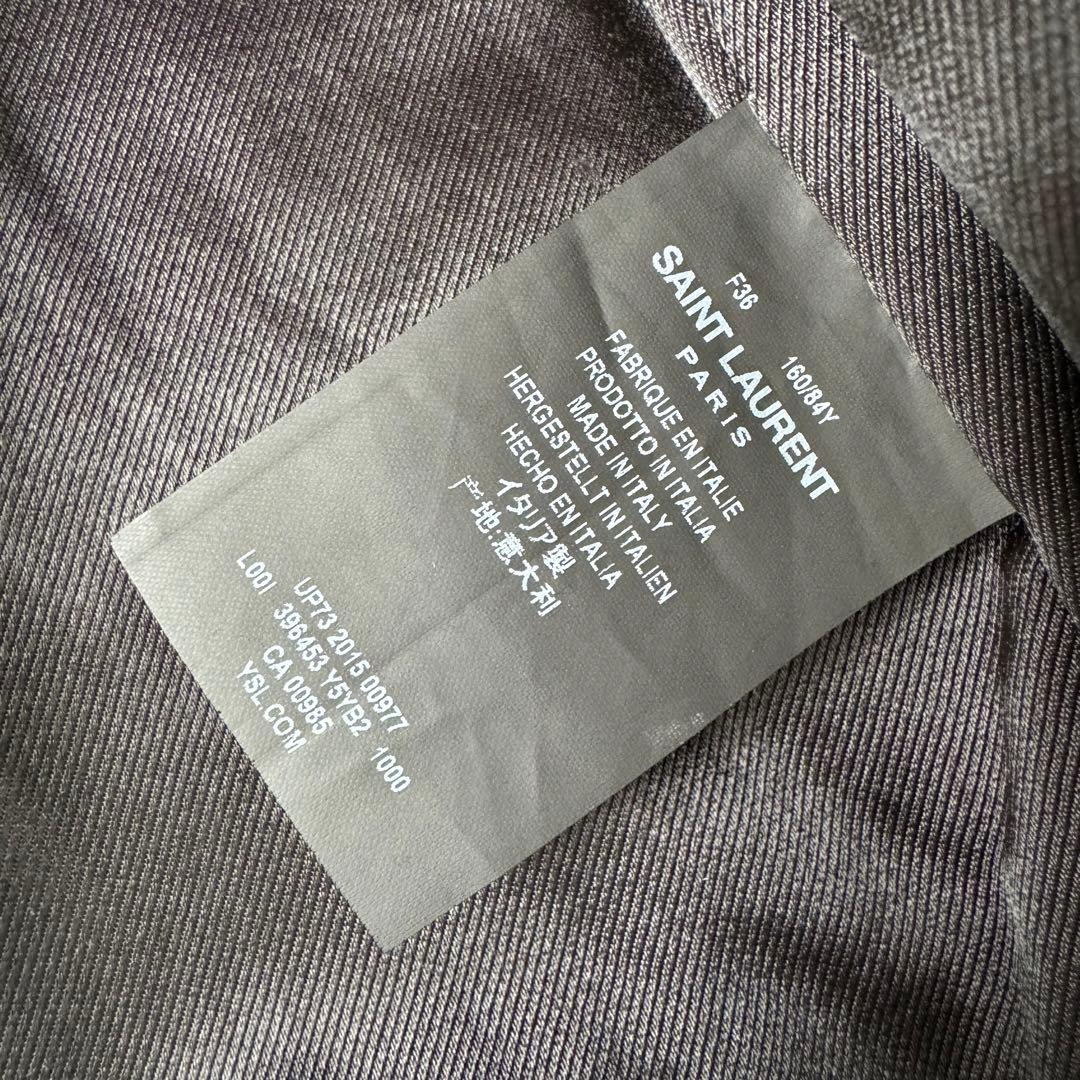 F36 160/84Y
SAINT LAURENT
PARIS
FABRIQUE EN ITALIE
PRODOTTO IN ITALIA
MADE IN ITALY
HERGESTELLT IN ITALIEN
HECHO EN ITALIA
イタリア製
产地:意大利
UP73 2015 00977
L00I 396453 Y5YB2 1000
CA 00985
YSL.COM